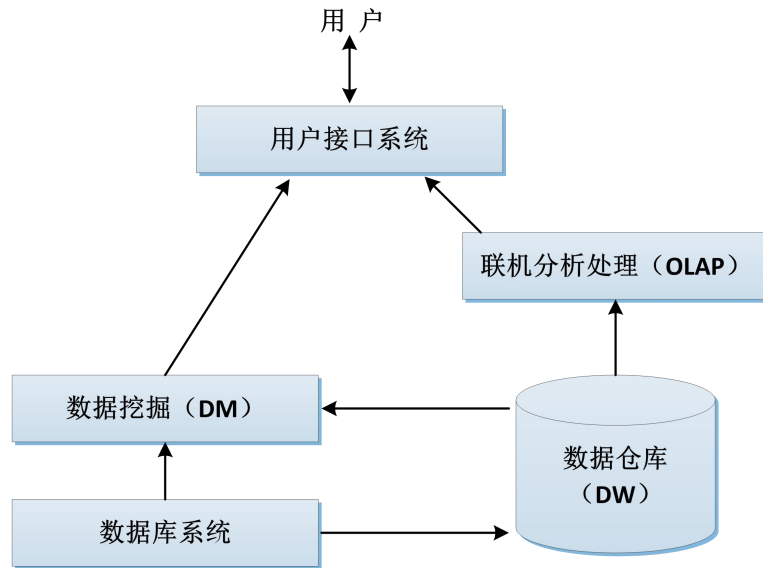 用 户
用户接口系统
联机分析处理（OLAP）
数据挖掘（DM）
数据仓库
（DW）
数据库系统